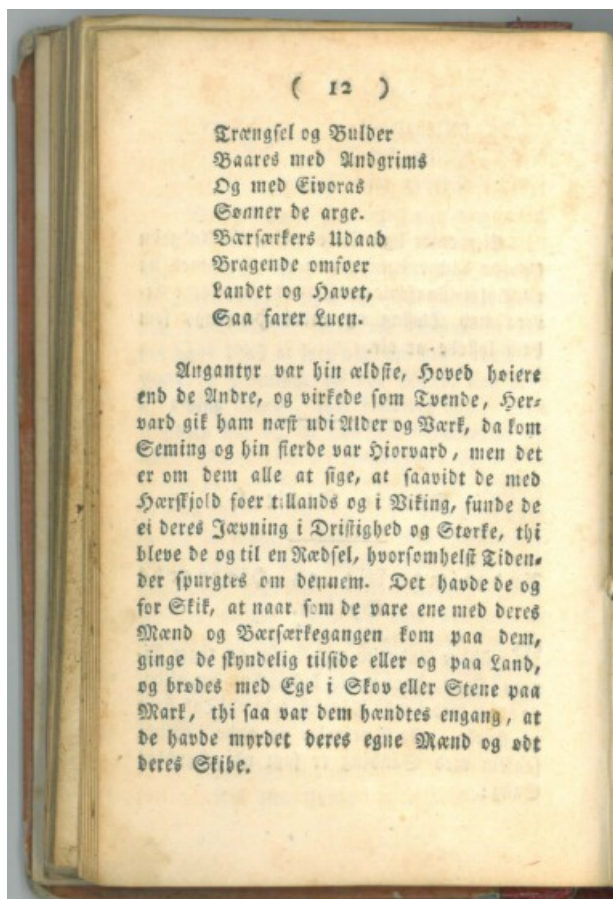 ( 12 )
Trængsel og Bulder
Baares med Andgrims
Og med Eivoras
Sønner de arge.
Bærsærkers Udaab
Bragende omfoer
Landet og Havet,
Saa farer Luen.
Angantyr var hin ældste, Hoved høiere
end de Andre, og virkede som Tvende, Her-
vard gik ham næst udi Alder og Værk, da kom
Seming og hin fierde var Hiorvard, men det
er om dem alle at sige, at saavidt de med
Hærskjold foer tillands og i Viking, funde de
ei deres Jævning i Dristighed og Størke, thi
bleve de og til en Rædsel, hvorsomhelst Tiden-
der spurgtes om dennem. Det havde de og
for Skik, at naar som de vare ene med deres
Mænd og Bærsærkegangen kom paa dem,
ginge de skyndelig tilside eller og paa Land,
og brødes med Ege i Skov eller Stene paa
Mark, thi saa var dem hændtes engang, at
de havde myrdet deres egne Mænd og ødt
deres Skibe.